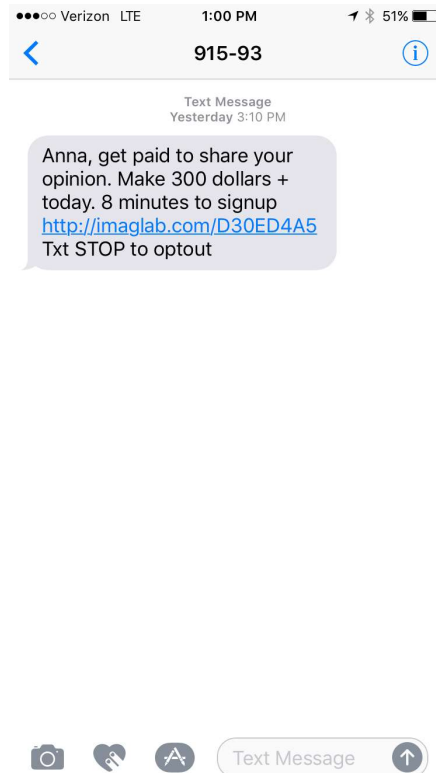 Verizon LTE 1:00 PM 51%
915-93
Text Message
Yesterday 3:10 PM
Anna, get paid to share your
opinion. Make 300 dollars +
today. 8 minutes to signup
http://imaglab.com/D30ED4A5
Txt STOP to optout
Text Message